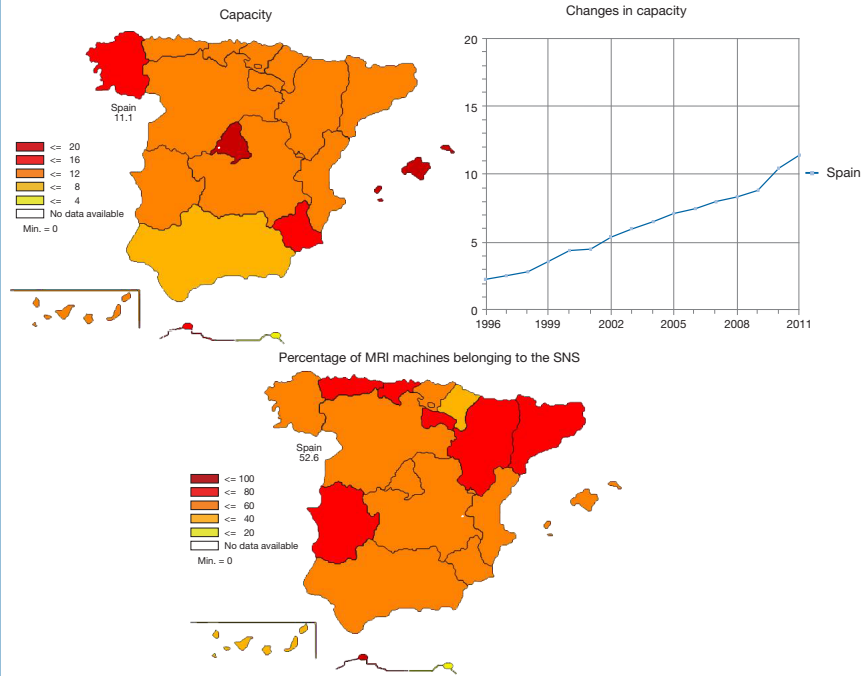 Capacity
Spain
11.1
<= 20
<= 16
<= 12
<= 8
<= 4
No data available
Min. = 0
Changes in capacity
20
15
10
5
0
1996 1999 2002 2005 2008 2011
Spain
Percentage of MRI machines belonging to the SNS
Spain
52.6
<= 100
<= 80
<= 60
<= 40
<= 20
No data available
Min. = 0